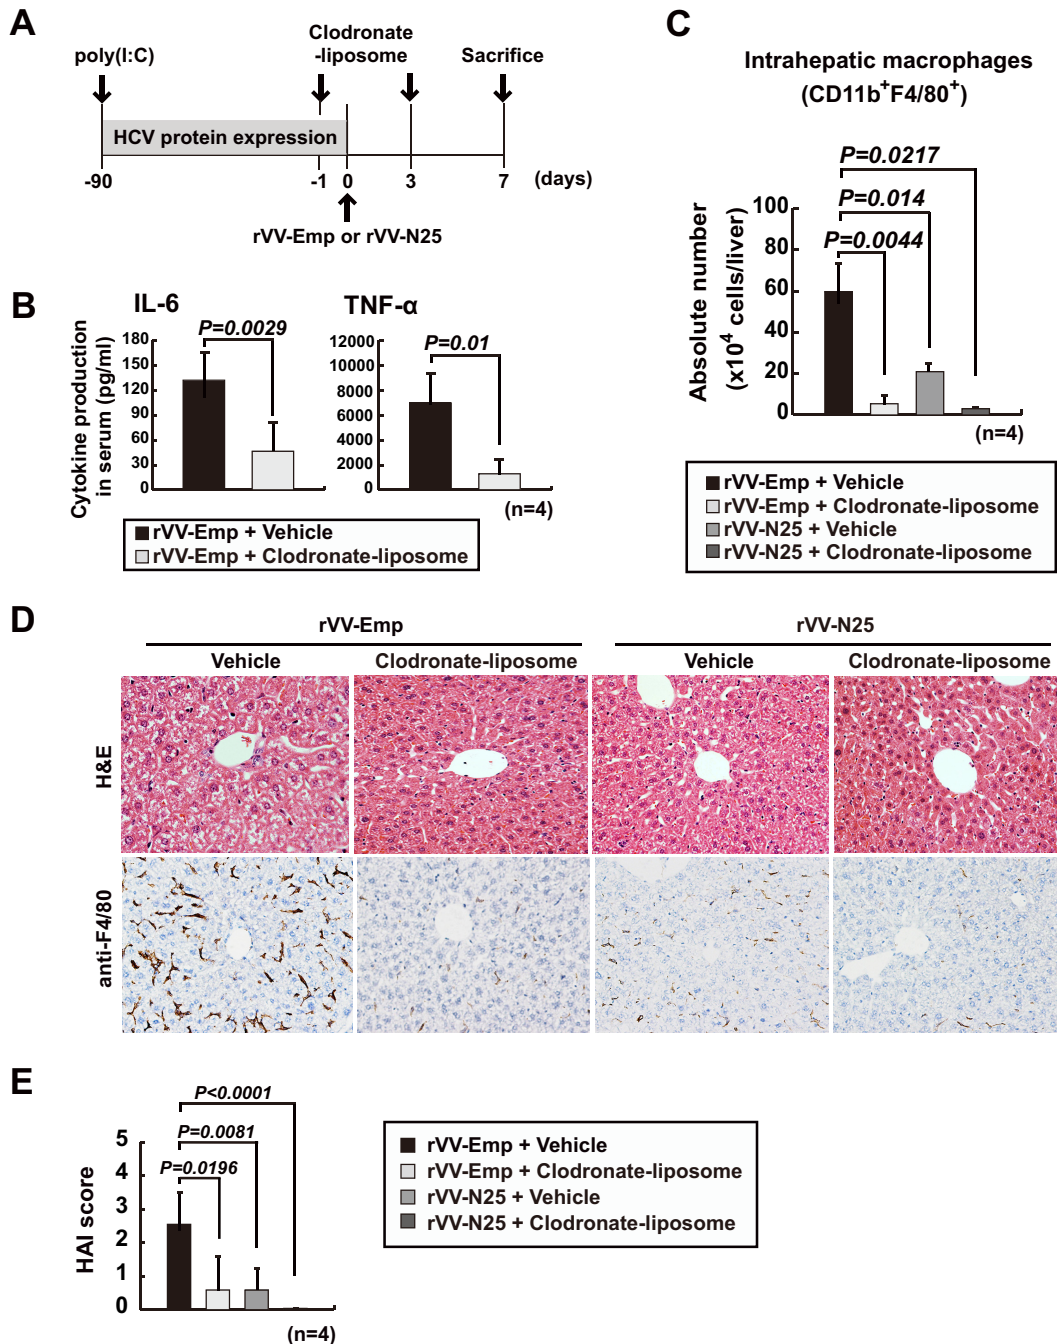 A
poly(I:C)
Clodronate
-liposome
Sacrifice
HCV protein expression
-90
-1
0
3
7
(days)
rVV-Emp or rVV-N25
B
IL-6
TNF-α
Cytokine production
in serum (pg/ml)
180
150
120
90
60
30
0
P=0.0029
12000
10000
8000
6000
4000
2000
0
P=0.01
(n=4)
rVV-Emp + Vehicle
rVV-Emp + Clodronate-liposome
C
Intrahepatic macrophages
(CD11b+F4/80+)
P=0.0217
P=0.014
P=0.0044
Absolute number
(x10⁴ cells/liver)
100
80
60
40
20
0
(n=4)
rVV-Emp + Vehicle
rVV-Emp + Clodronate-liposome
rVV-N25 + Vehicle
rVV-N25 + Clodronate-liposome
D
rVV-Emp
rVV-N25
Vehicle
Clodronate-liposome
Vehicle
Clodronate-liposome
H&E
anti-F4/80
E
P<0.0001
P=0.0081
P=0.0196
HAI score
5
4
3
2
1
0
(n=4)
rVV-Emp + Vehicle
rVV-Emp + Clodronate-liposome
rVV-N25 + Vehicle
rVV-N25 + Clodronate-liposome